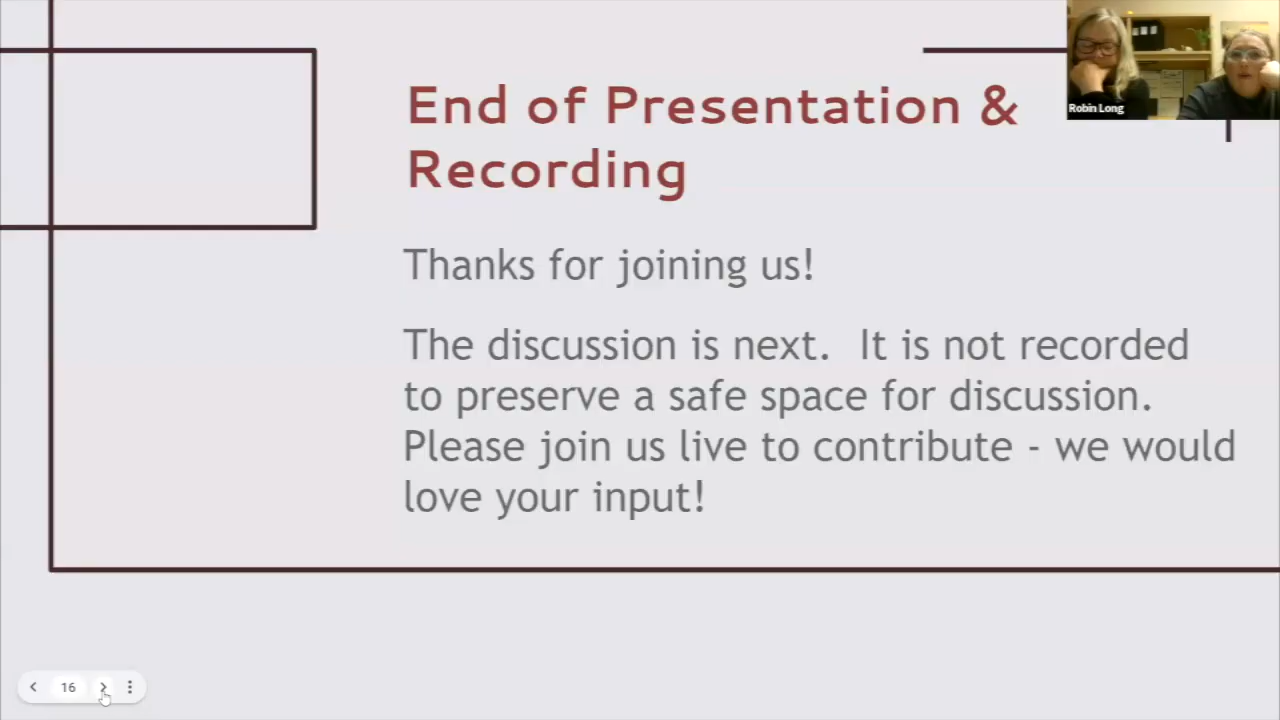 End of Presentation &
Recording
Robin Long
Thanks for joining us!
The discussion is next.  It is not recorded
to preserve a safe space for discussion.
Please join us live to contribute - we would
love your input!
16